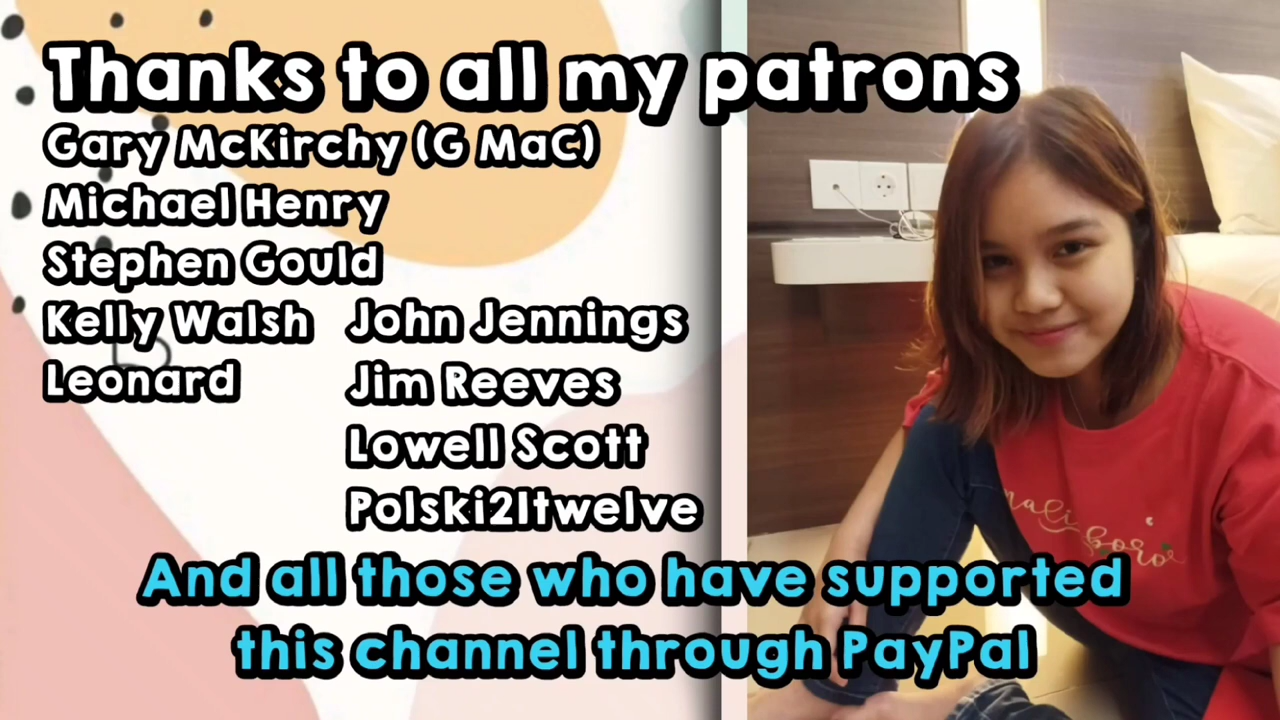 Thanks to all my patrons
Gary McKirchy (G MaC)
Michael Henry
Stephen Gould
Kelly Walsh
Leonard
John Jennings
Jim Reeves
Lowell Scott
Polski21twelve
And all those who have supported
this channel through PayPal